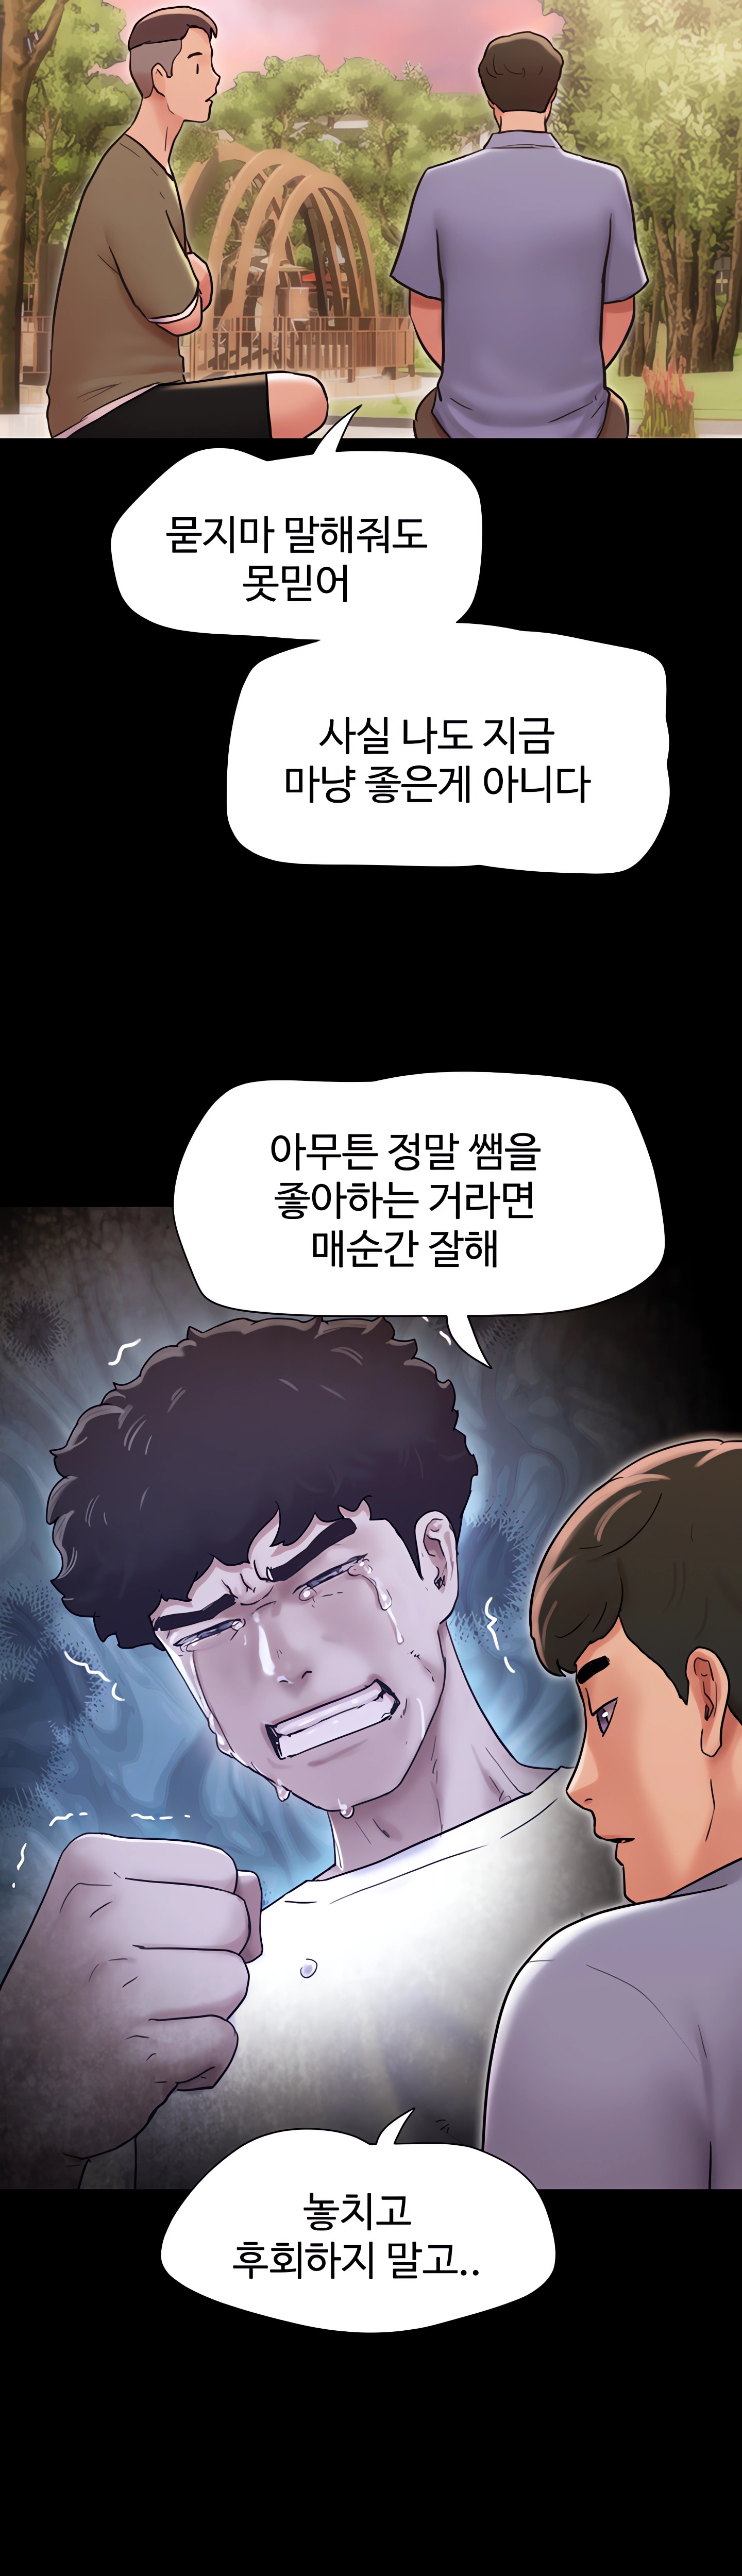 묻지마 말해줘도
못믿어
사실 나도 지금
마냥 좋은게 아니다
아무튼 정말 쌤을
좋아하는 거라면
매순간 잘해
놓치고
후회하지 말고..